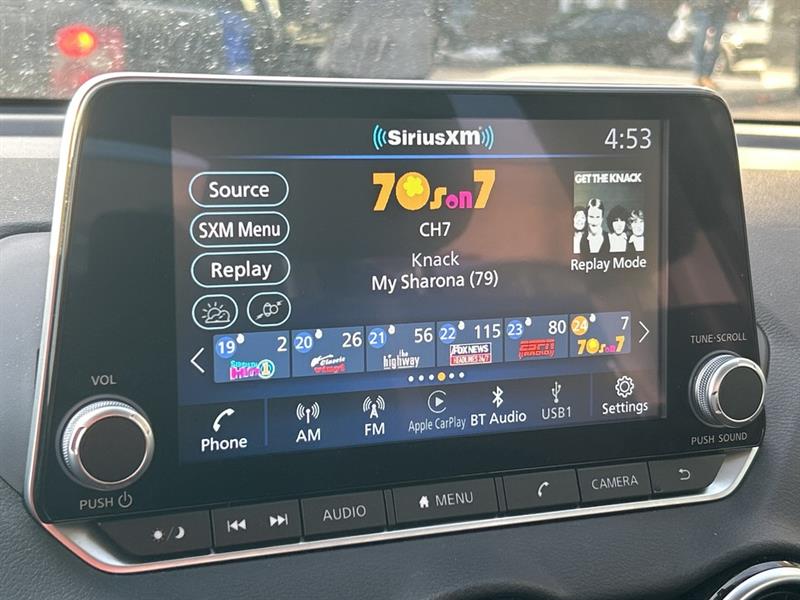 SiriusXM
4:53
Source
SXM Menu
Replay
70s on 7
CH7
Knack
My Sharona (79)
GET THE KNACK
Replay Mode
19 2
20 26
Classic Vinyl
21 56
the highway
22 115
FOX NEWS
HEADLINES 24/7
23 80
ESPN RADIO
24 7
70s on 7
Phone
AM
FM
Apple CarPlay
BT Audio
USB1
Settings
VOL
PUSH
TUNE·SCROLL
PUSH SOUND
AUDIO
MENU
CAMERA